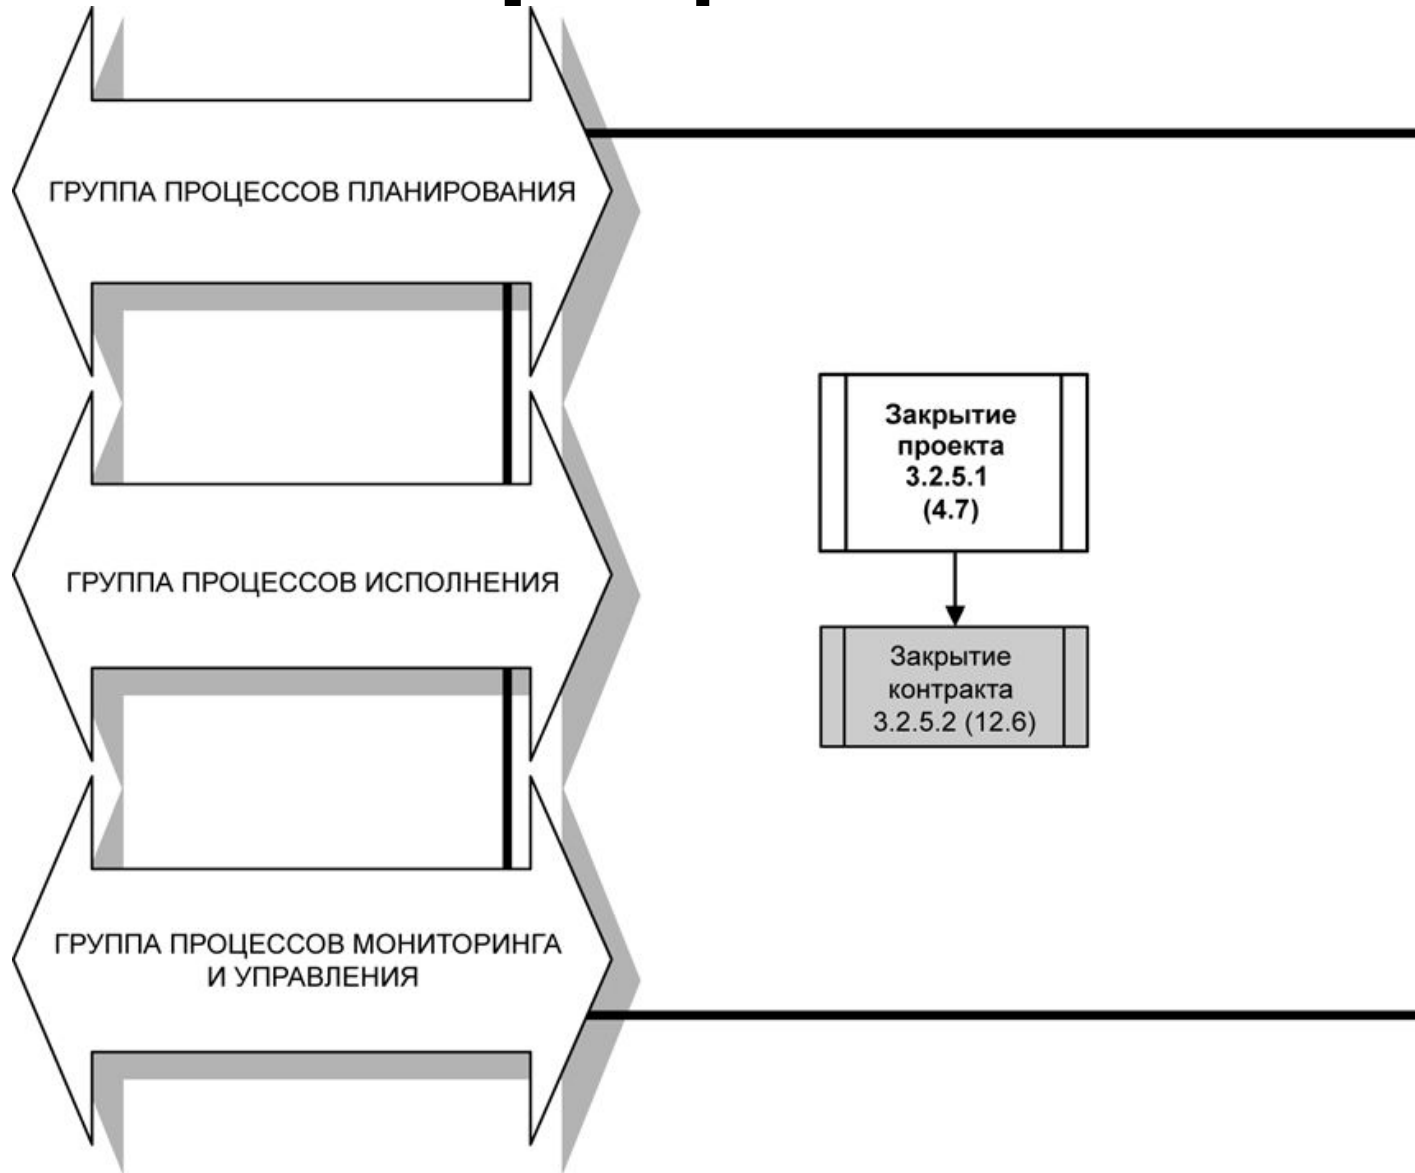 ГРУППА ПРОЦЕССОВ ПЛАНИРОВАНИЯ
Закрытие
проекта
3.2.5.1
(4.7)
ГРУППА ПРОЦЕССОВ ИСПОЛНЕНИЯ
Закрытие
контракта
3.2.5.2 (12.6)
ГРУППА ПРОЦЕССОВ МОНИТОРИНГА
И УПРАВЛЕНИЯ